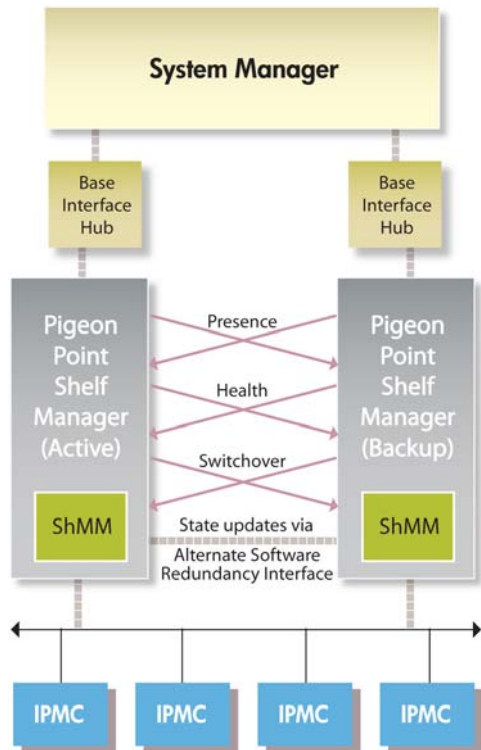 System Manager
Base
Interface
Hub
Base
Interface
Hub
Pigeon
Point
Shelf
Manager
(Active)
ShMM
Presence
Health
Switchover
State updates via
Alternate Software
Redundancy Interface
Pigeon
Point
Shelf
Manager
(Backup)
ShMM
IPMC
IPMC
IPMC
IPMC